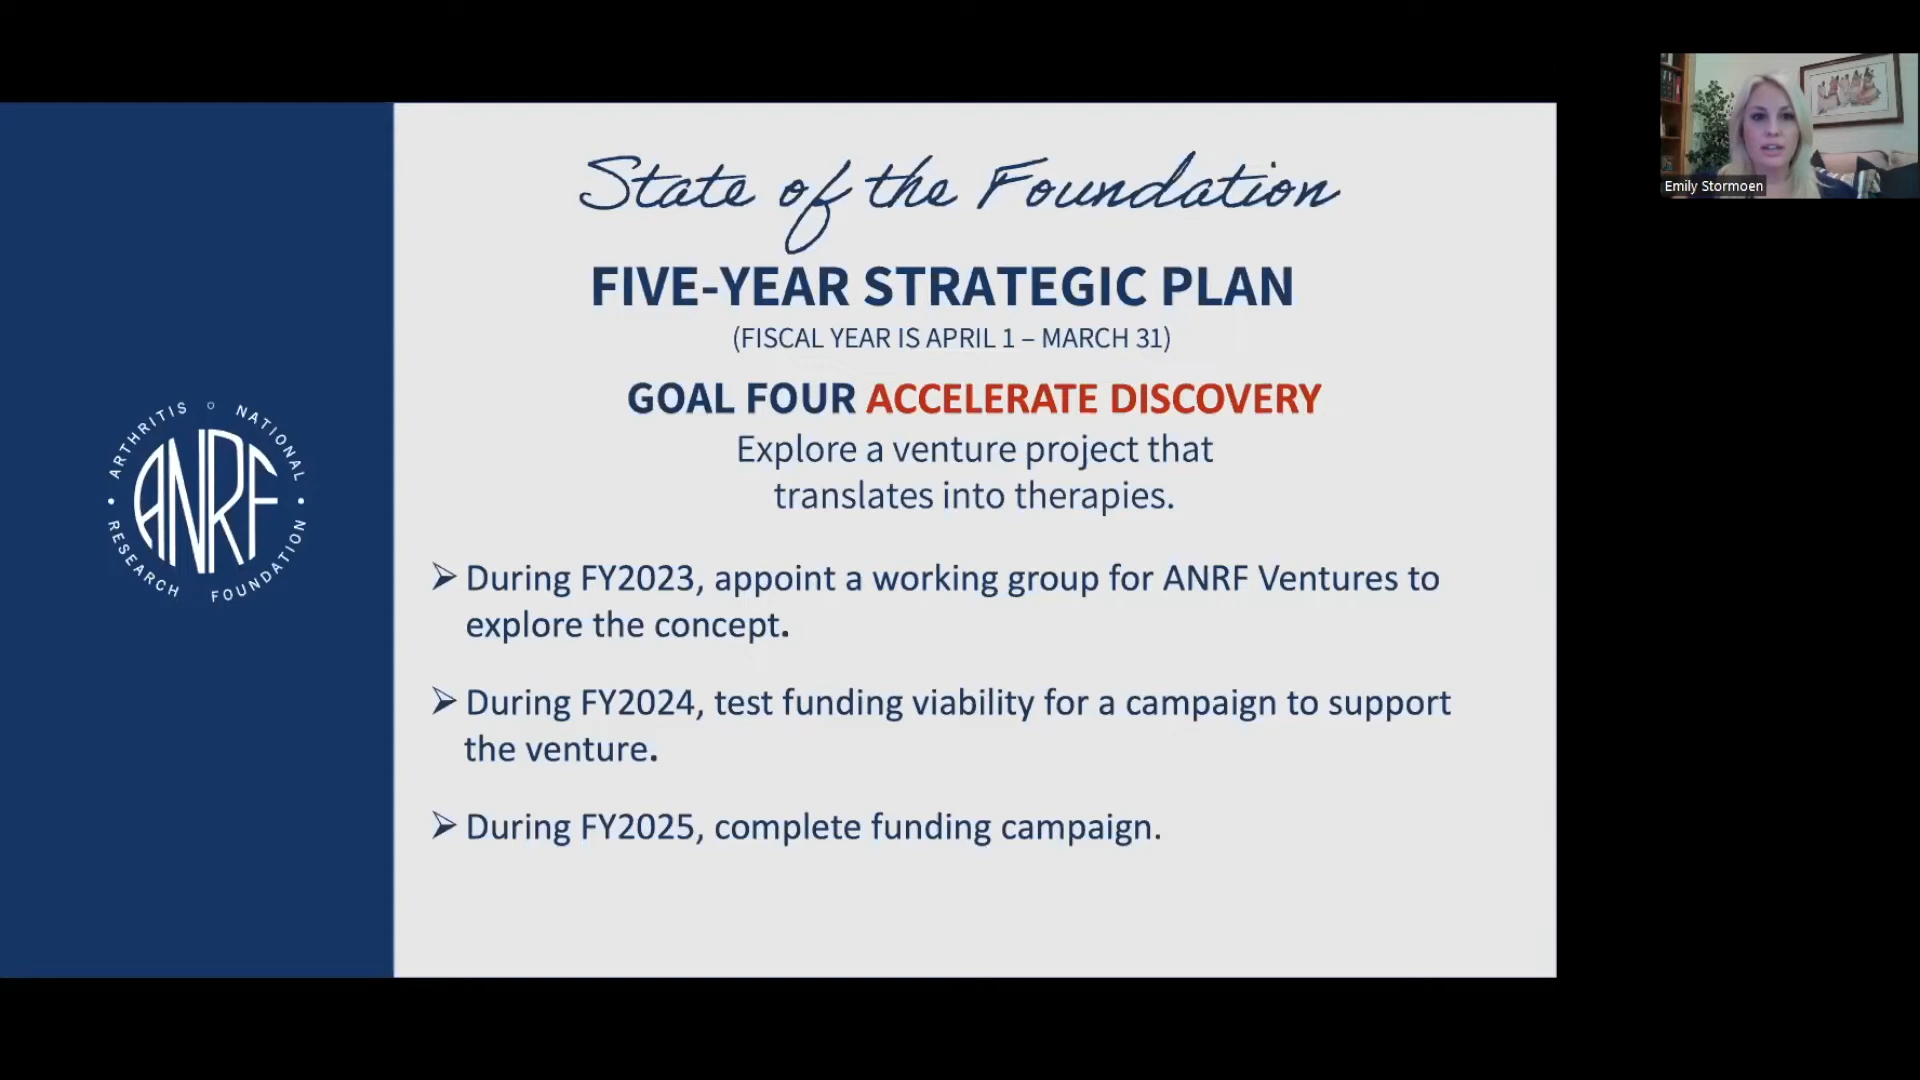 State of the Foundation
FIVE-YEAR STRATEGIC PLAN
(FISCAL YEAR IS APRIL 1 – MARCH 31)
GOAL FOUR ACCELERATE DISCOVERY
Explore a venture project that
translates into therapies.
➢ During FY2023, appoint a working group for ANRF Ventures to
explore the concept.
➢ During FY2024, test funding viability for a campaign to support
the venture.
➢ During FY2025, complete funding campaign.
ARTHRITIS NATIONAL
ANRF
RESEARCH FOUNDATION
Emily Stormoen